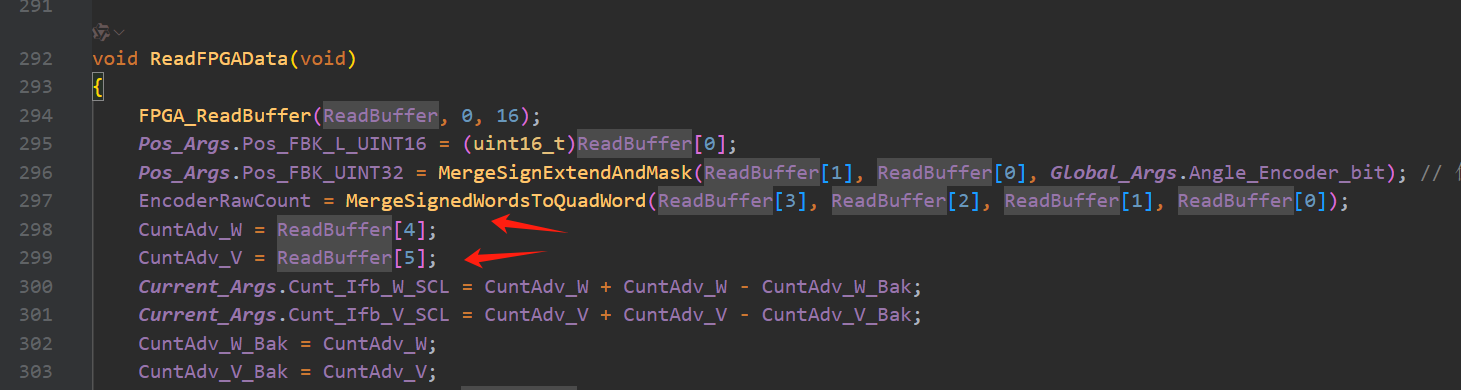 291
292 void ReadFPGAData(void)
293 {
294 FPGA_ReadBuffer(ReadBuffer, 0, 16);
295 Pos_Args.Pos_FBK_L_UINT16 = (uint16_t)ReadBuffer[0];
296 Pos_Args.Pos_FBK_UINT32 = MergeSignExtendAndMask(ReadBuffer[1], ReadBuffer[0], Global_Args.Angle_Encoder_bit); //
297 EncoderRawCount = MergeSignedWordsToQuadWord(ReadBuffer[3], ReadBuffer[2], ReadBuffer[1], ReadBuffer[0]);
298 CuntAdv_W = ReadBuffer[4];
299 CuntAdv_V = ReadBuffer[5];
300 Current_Args.Cunt_Ifb_W_SCL = CuntAdv_W + CuntAdv_W - CuntAdv_W_Bak;
301 Current_Args.Cunt_Ifb_V_SCL = CuntAdv_V + CuntAdv_V - CuntAdv_V_Bak;
302 CuntAdv_W_Bak = CuntAdv_W;
303 CuntAdv_V_Bak = CuntAdv_V;